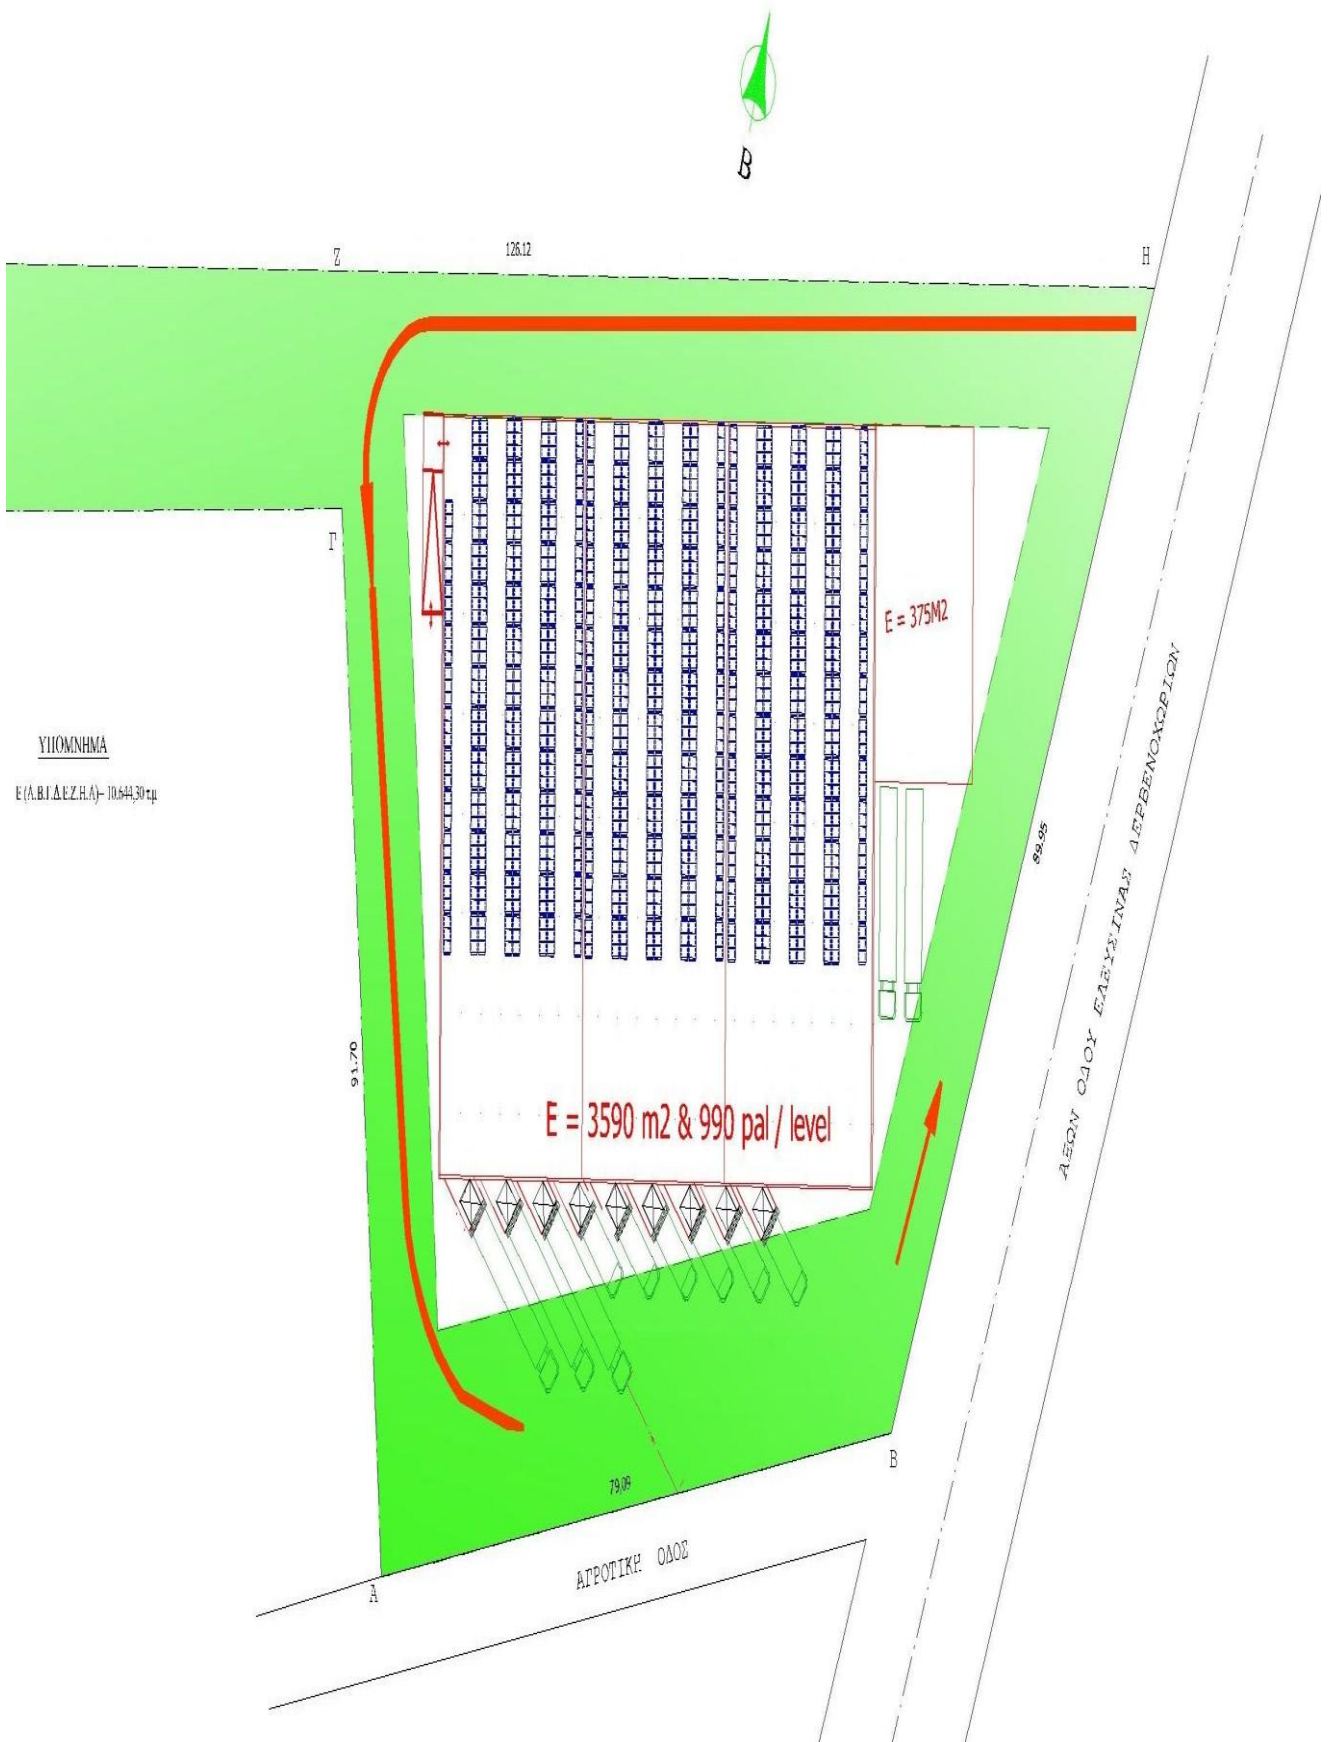 B
Z
126.12
H
Γ
E = 375M2
ΥΠΟΜΝΗΜΑ
E (Α.Β.Γ.Δ.Ε.Ζ.Η.Α)= 10.644,30 τ.μ
89.95
ΑΞΩΝ ΟΔΟΥ ΕΛΕΥΣΙΝΑΣ ΔΕΡΒΕΝΟΧΩΡΙΩΝ
91.70
E = 3590 m2 & 990 pal / level
B
79,09
ΑΓΡΟΤΙΚΗ ΟΔΟΣ
A